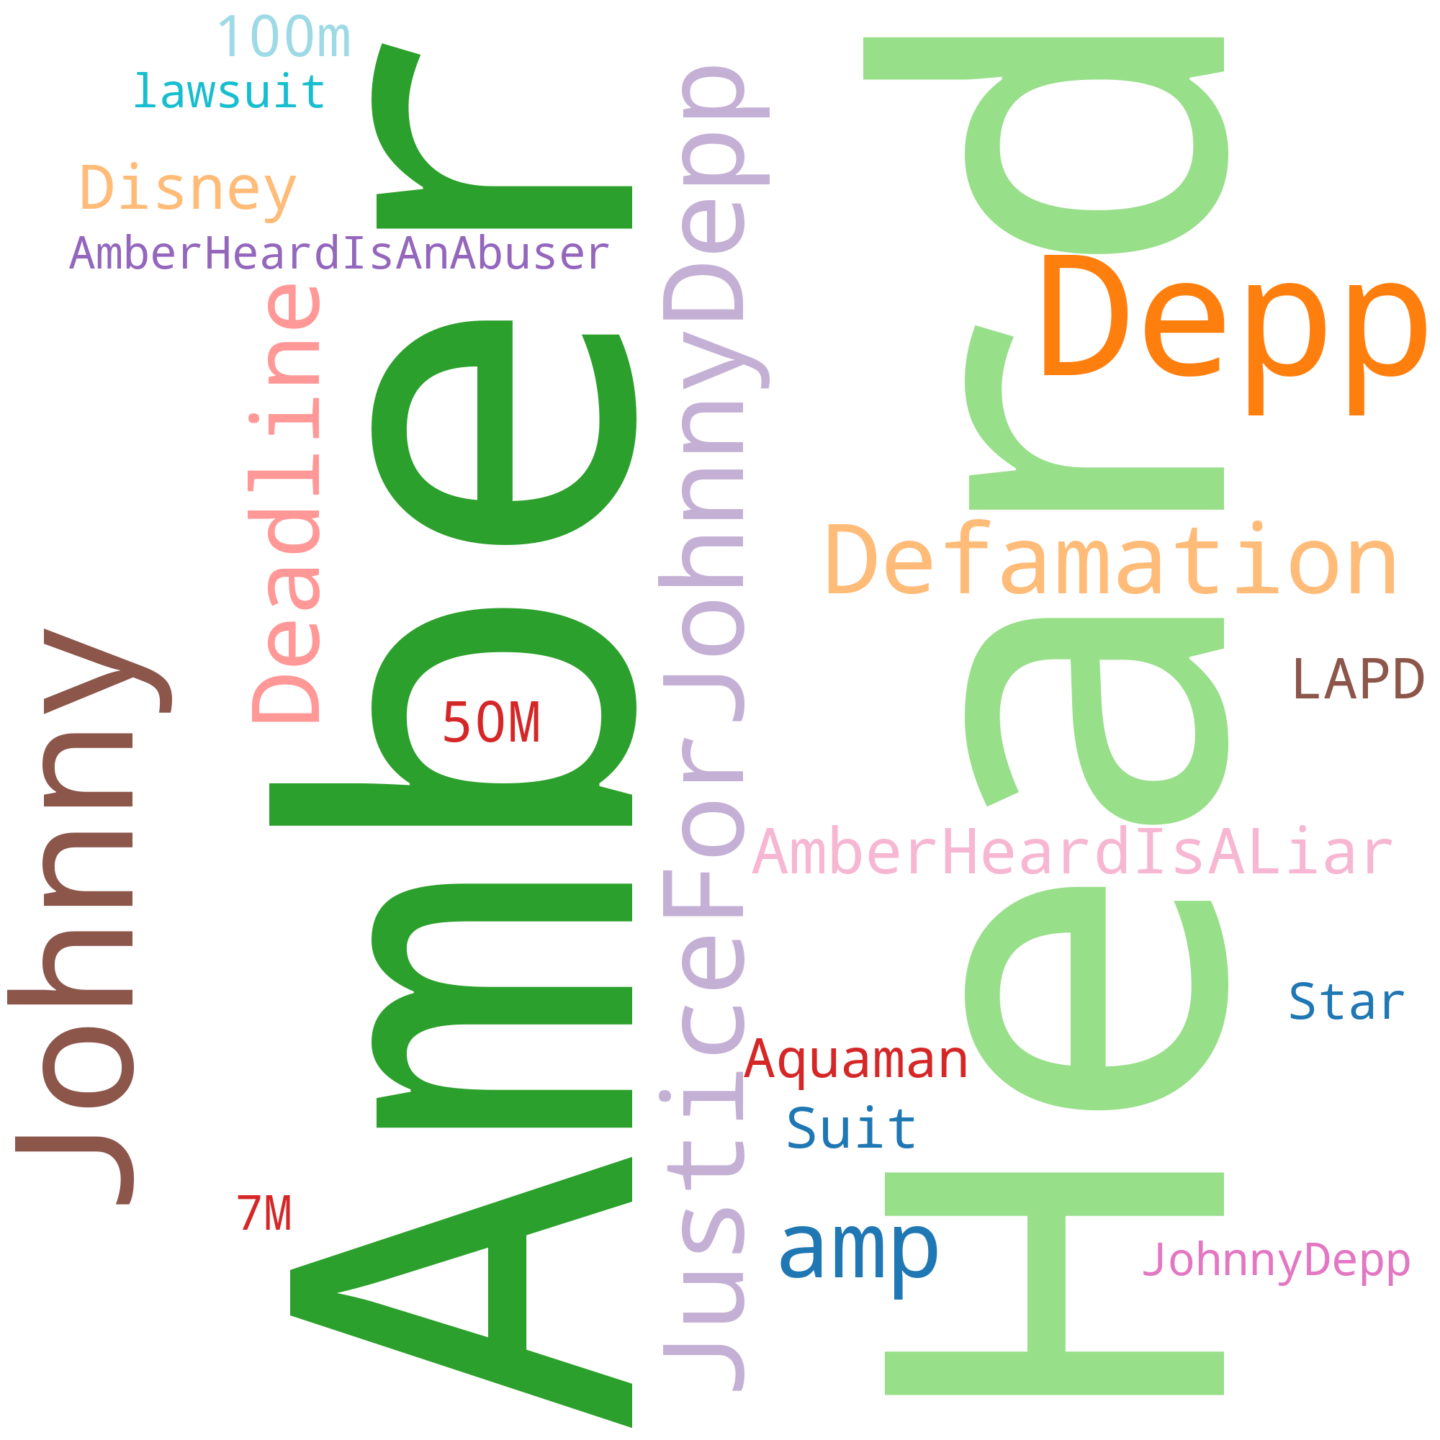 100m
lawsuit
Disney
AmberHeardIsAnAbuser
Deadline
Johnny
Amber
50M
7M
JusticeForJohnnyDepp
Heard
Depp
Defamation
LAPD
AmberHeardIsALiar
Star
Aquaman
Suit
amp
JohnnyDepp